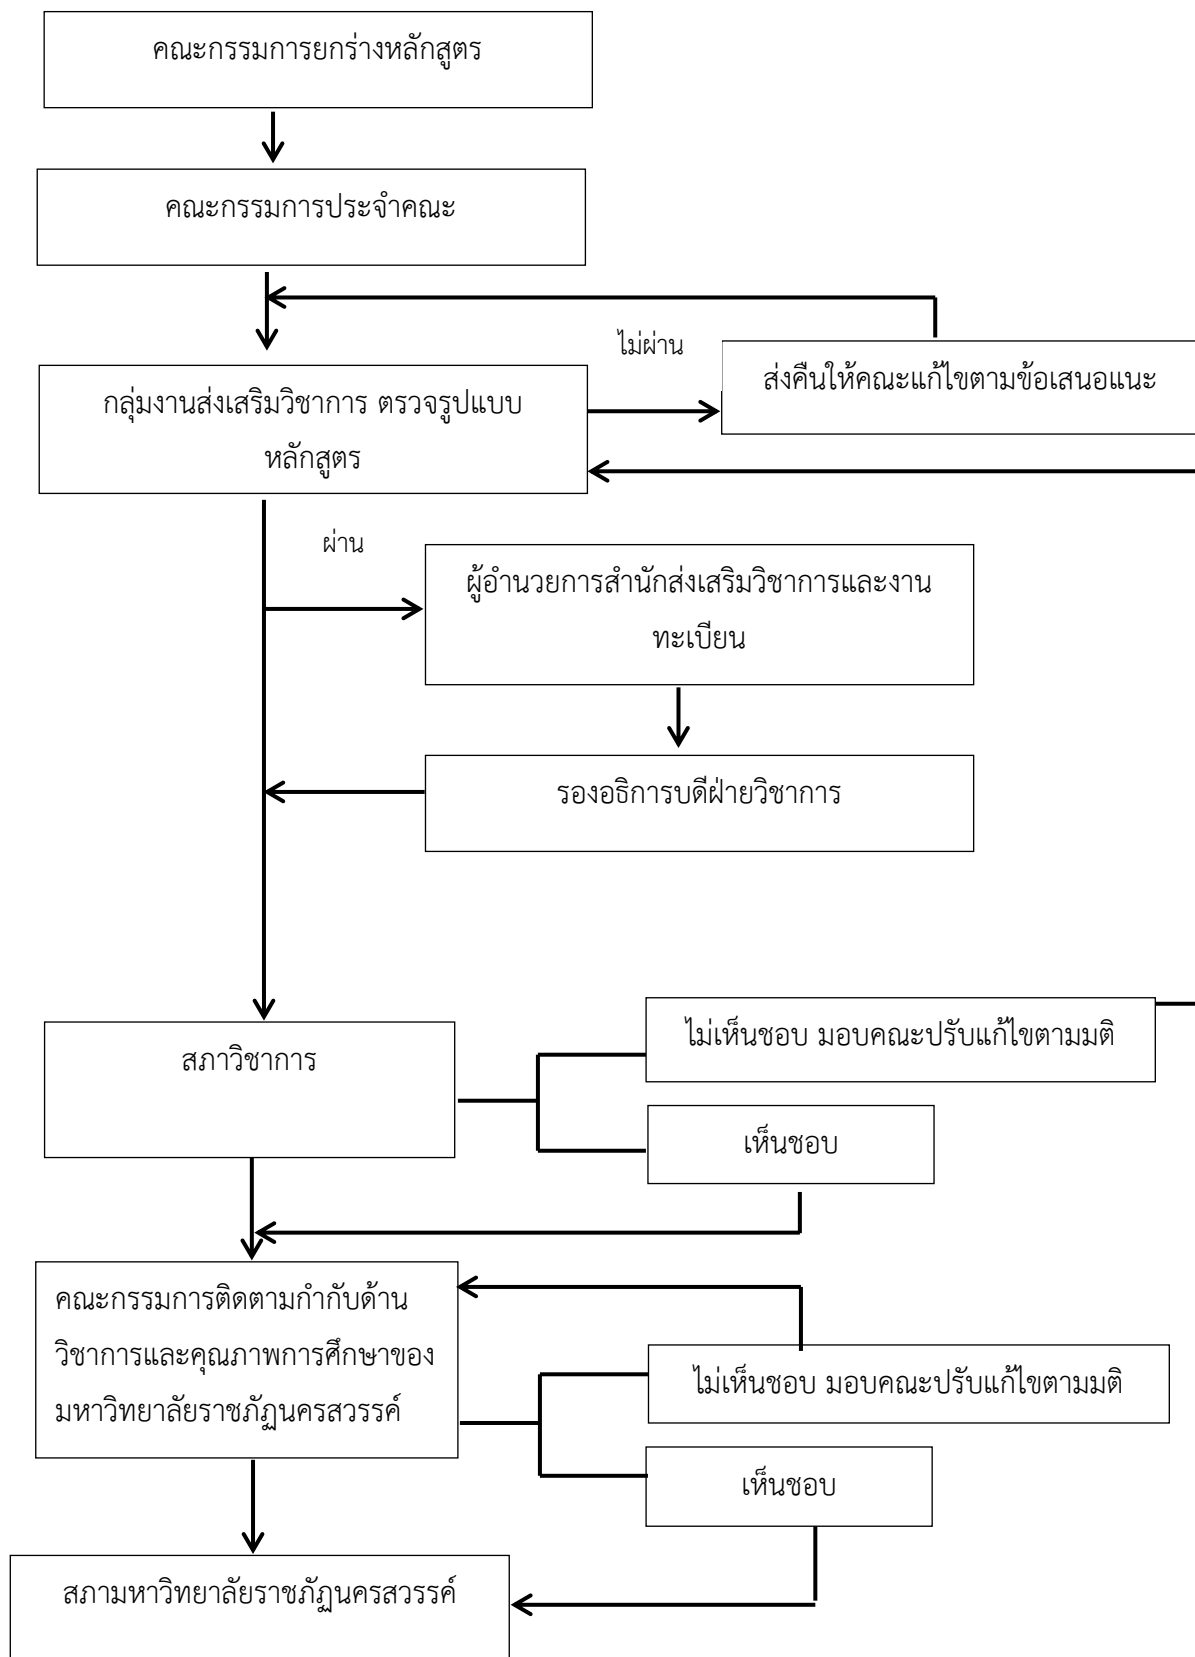 คณะกรรมการยกร่างหลักสูตร
คณะกรรมการประจำคณะ
ไม่ผ่าน
ส่งคืนให้คณะแก้ไขตามข้อเสนอแนะ
กลุ่มงานส่งเสริมวิชาการ ตรวจรูปแบบ
หลักสูตร
ผ่าน
ผู้อำนวยการสำนักส่งเสริมวิชาการและงาน
ทะเบียน
รองอธิการบดีฝ่ายวิชาการ
สภาวิชาการ
ไม่เห็นชอบ มอบคณะปรับแก้ไขตามมติ
เห็นชอบ
คณะกรรมการติดตามกำกับด้าน
วิชาการและคุณภาพการศึกษาของ
มหาวิทยาลัยราชภัฏนครสวรรค์
ไม่เห็นชอบ มอบคณะปรับแก้ไขตามมติ
เห็นชอบ
สภามหาวิทยาลัยราชภัฏนครสวรรค์